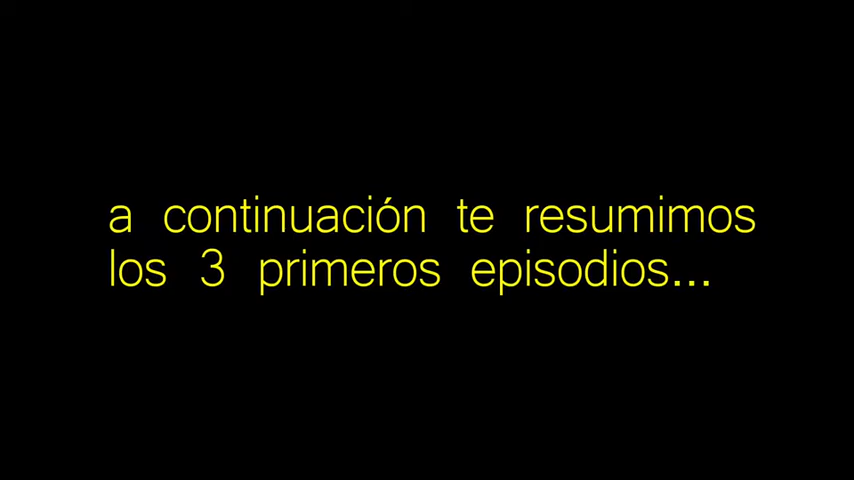 a continuación te resumimos
los 3 primeros episodios...